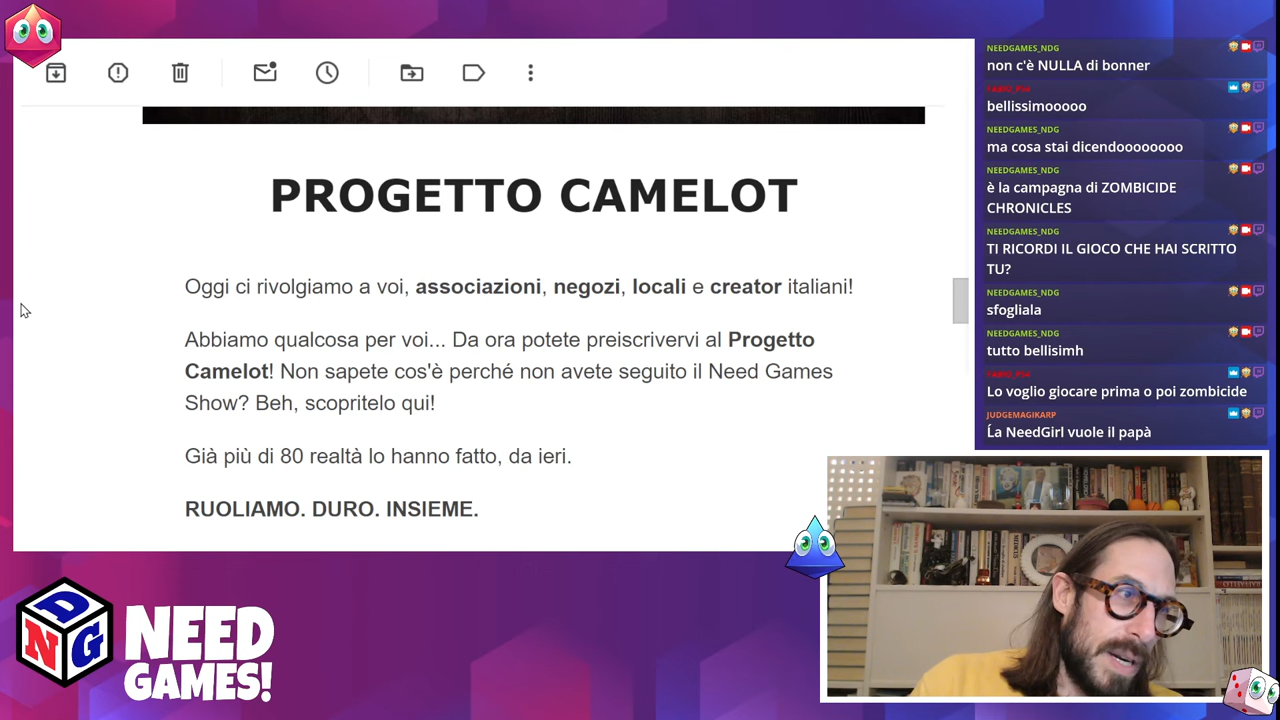 PROGETTO CAMELOT
Oggi ci rivolgiamo a voi, associazioni, negozi, locali e creator italiani!
Abbiamo qualcosa per voi... Da ora potete preiscrivervi al Progetto
Camelot! Non sapete cos'è perché non avete seguito il Need Games
Show? Beh, scopritelo qui!
Già più di 80 realtà lo hanno fatto, da ieri.
RUOLIAMO. DURO. INSIEME.
NEEDGAMES_NDG
non c'è NULLA di bonner
bellissimooooo
NEEDGAMES_NDG
ma cosa stai dicendoooooooo
NEEDGAMES_NDG
è la campagna di ZOMBICIDE
CHRONICLES
NEEDGAMES_NDG
TI RICORDI IL GIOCO CHE HAI SCRITTO
TU?
NEEDGAMES_NDG
sfogliala
NEEDGAMES_NDG
tutto bellisimh
Lo voglio giocare prima o poi zombicide
JUDGEMAGIKARP
Ĺa NeedGirl vuole il papà
DNG
NEED
GAMES!